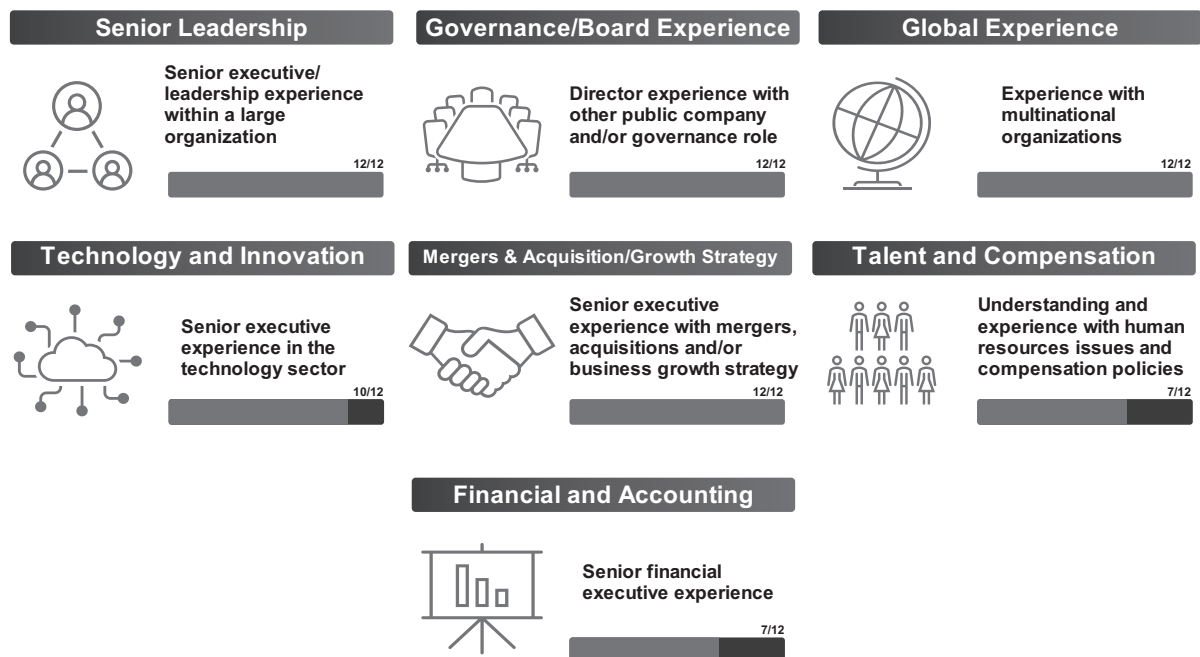 Senior Leadership
Senior executive/
leadership experience
within a large
organization
12/12
Governance/Board Experience
Director experience with
other public company
and/or governance role
12/12
Global Experience
Experience with
multinational
organizations
12/12
Technology and Innovation
Senior executive
experience in the
technology sector
10/12
Mergers & Acquisition/Growth Strategy
Senior executive
experience with mergers,
acquisitions and/or
business growth strategy
12/12
Talent and Compensation
Understanding and
experience with human
resources issues and
compensation policies
7/12
Financial and Accounting
Senior financial
executive experience
7/12